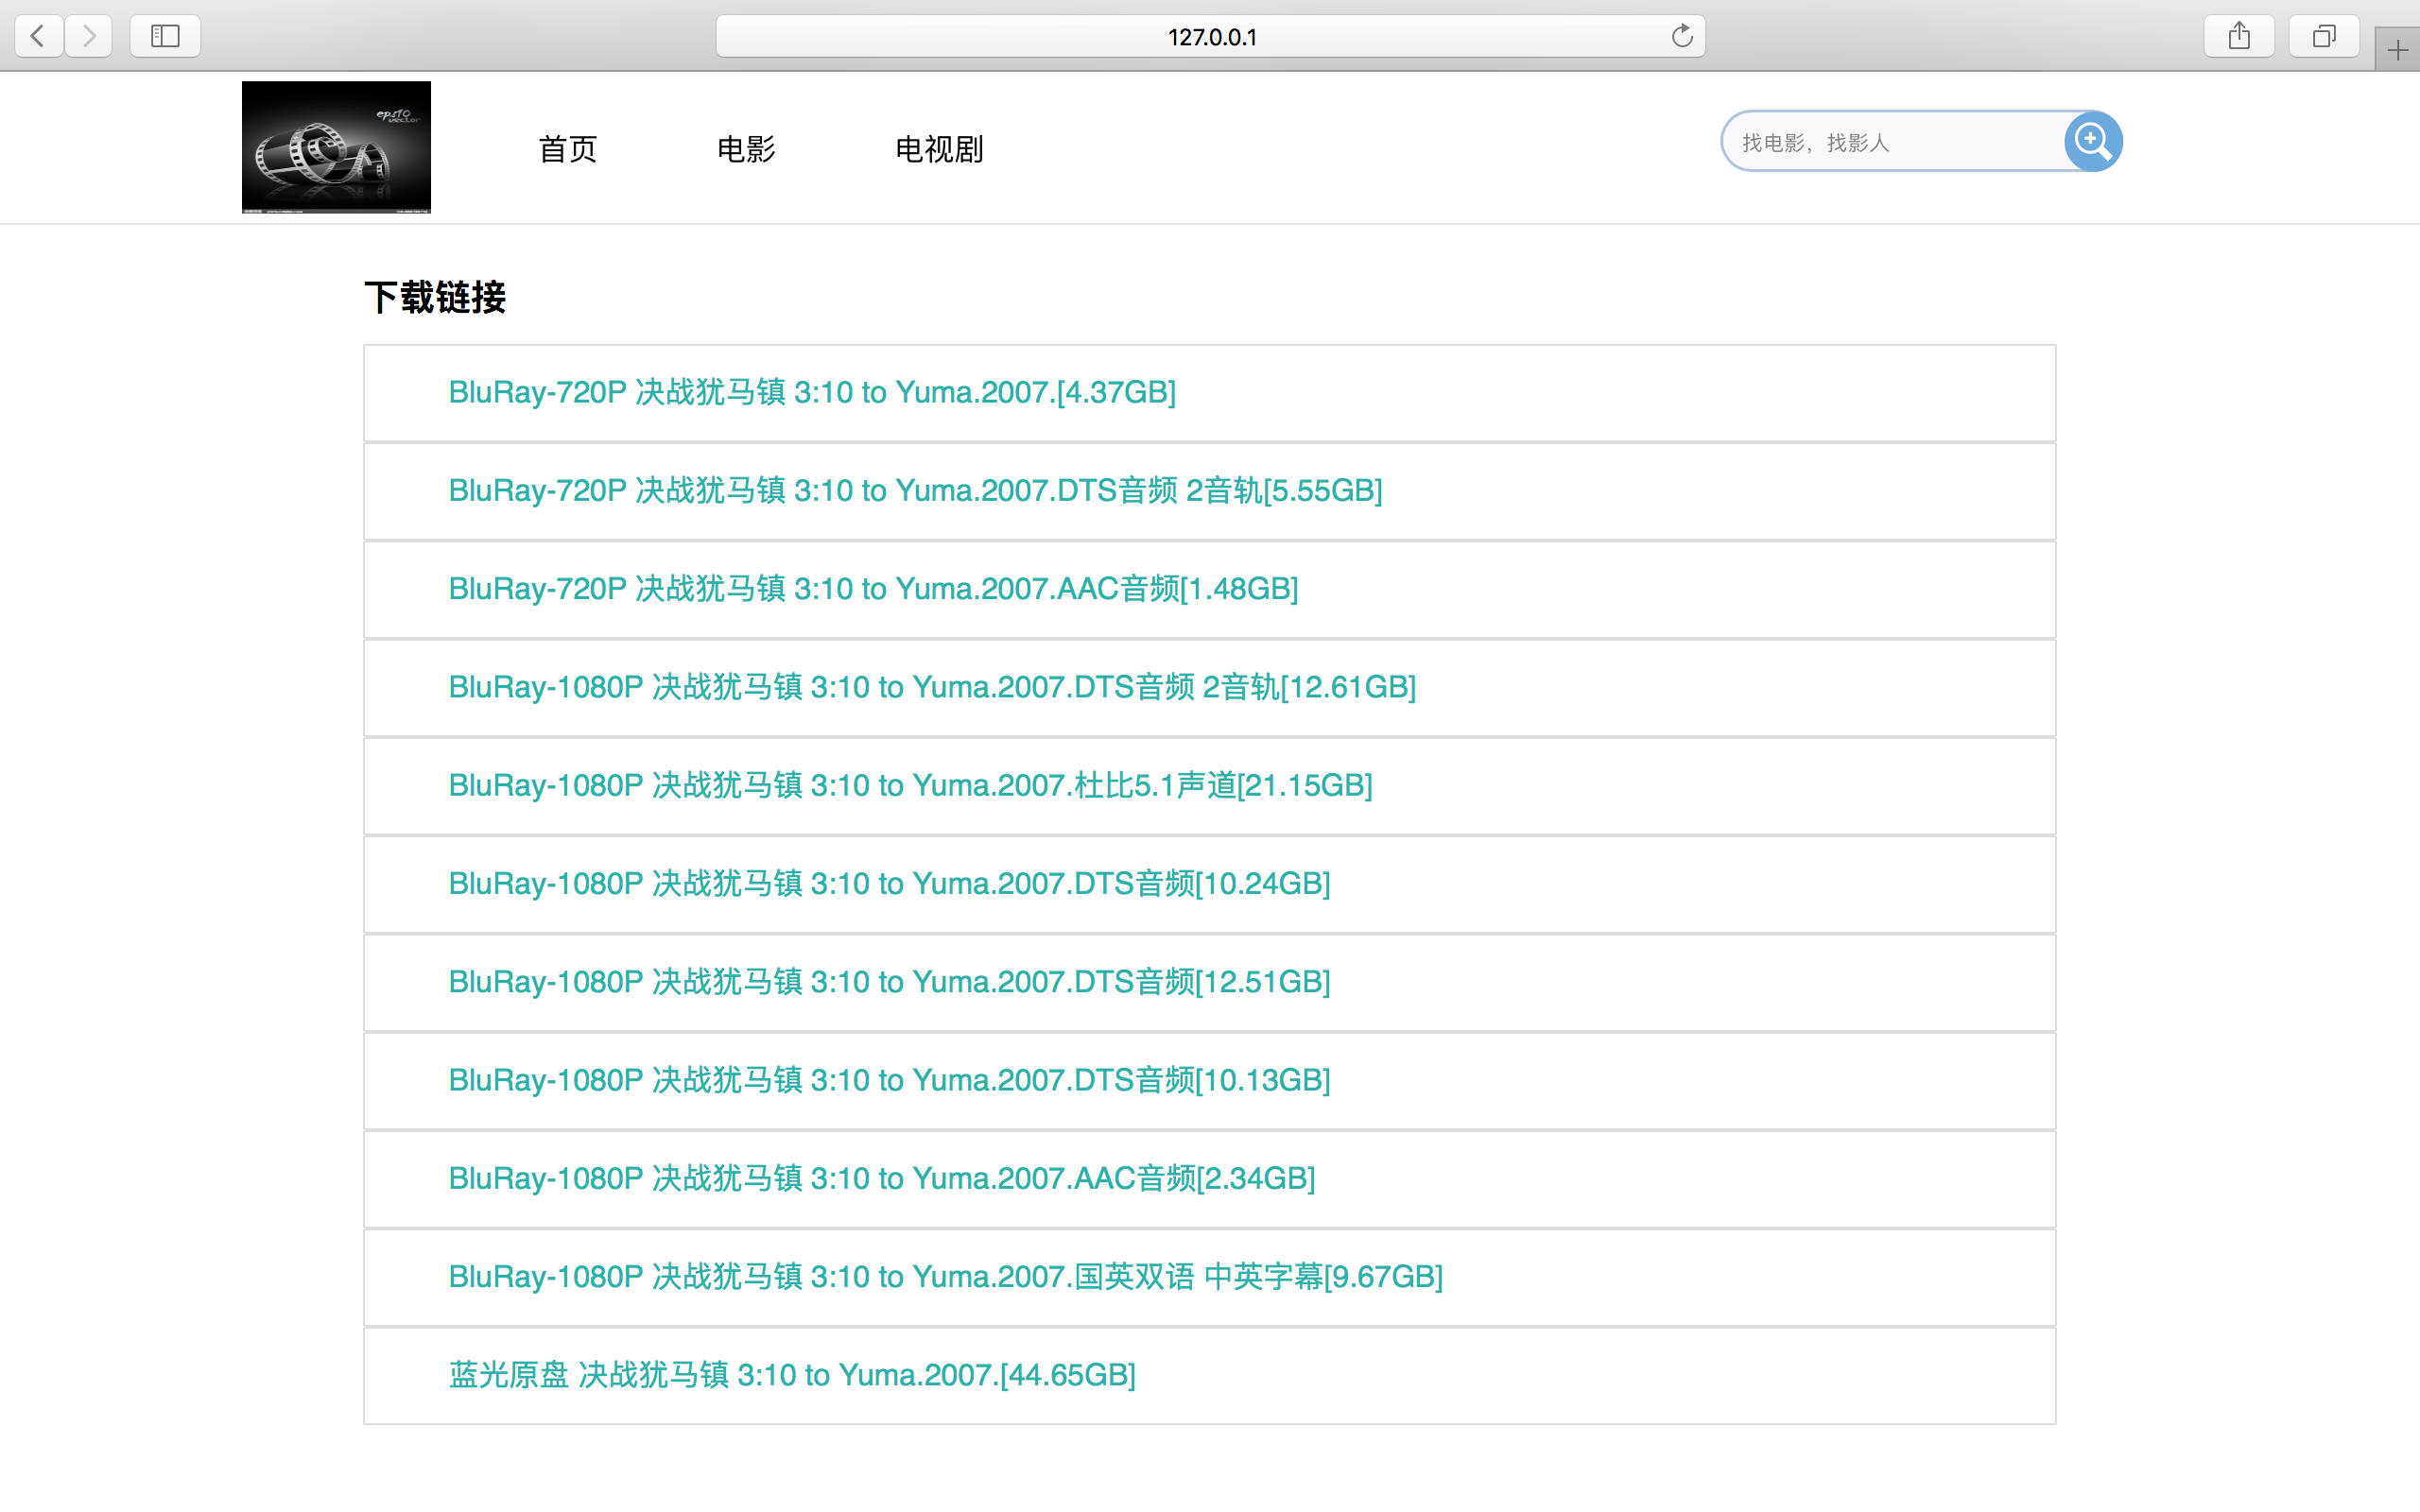 127.0.0.1
eps10
vector
首页
电影
电视剧
找电影，找影人
下载链接
BluRay-720P 决战犹马镇 3:10 to Yuma.2007.[4.37GB]
BluRay-720P 决战犹马镇 3:10 to Yuma.2007.DTS音频 2音轨[5.55GB]
BluRay-720P 决战犹马镇 3:10 to Yuma.2007.AAC音频[1.48GB]
BluRay-1080P 决战犹马镇 3:10 to Yuma.2007.DTS音频 2音轨[12.61GB]
BluRay-1080P 决战犹马镇 3:10 to Yuma.2007.杜比5.1声道[21.15GB]
BluRay-1080P 决战犹马镇 3:10 to Yuma.2007.DTS音频[10.24GB]
BluRay-1080P 决战犹马镇 3:10 to Yuma.2007.DTS音频[12.51GB]
BluRay-1080P 决战犹马镇 3:10 to Yuma.2007.DTS音频[10.13GB]
BluRay-1080P 决战犹马镇 3:10 to Yuma.2007.AAC音频[2.34GB]
BluRay-1080P 决战犹马镇 3:10 to Yuma.2007.国英双语 中英字幕[9.67GB]
蓝光原盘 决战犹马镇 3:10 to Yuma.2007.[44.65GB]